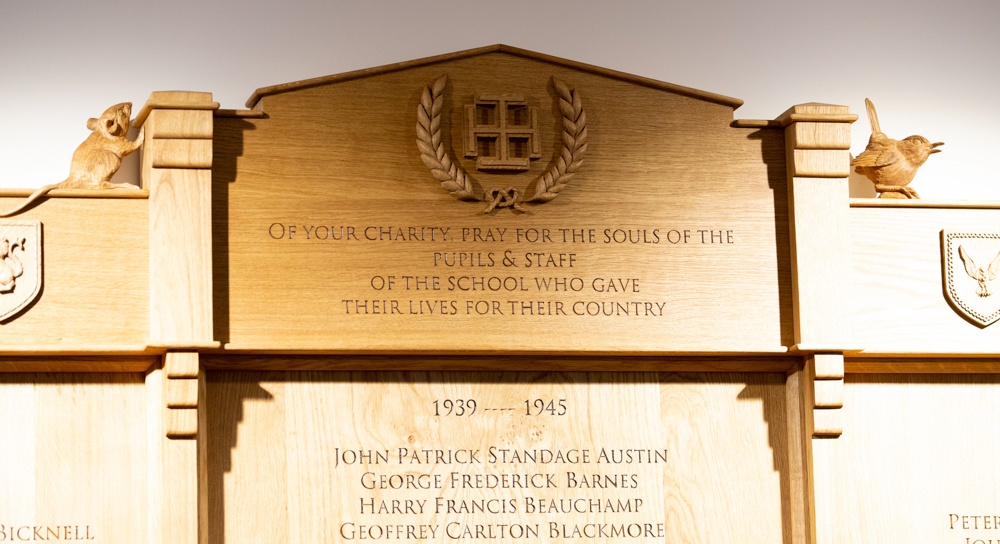 OF YOUR CHARITY, PRAY FOR THE SOULS OF THE
PUPILS & STAFF
OF THE SCHOOL WHO GAVE
THEIR LIVES FOR THEIR COUNTRY
1939 ---- 1945
JOHN PATRICK STANDAGE AUSTIN
GEORGE FREDERICK BARNES
HARRY FRANCIS BEAUCHAMP
GEOFFREY CARLTON BLACKMORE
BICKNELL
PETER